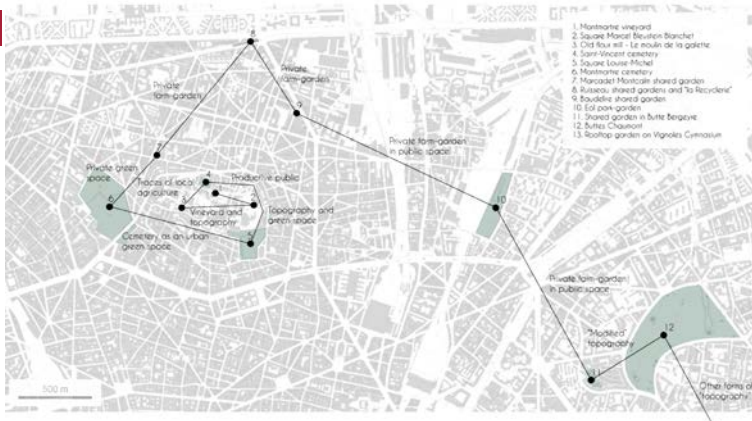 1. Montmartre vineyard
2. Square Marcel Bleustein Blanchet
3. Old flour mill - Le moulin de la galette
4. Saint-Vincent cemetery
5. Square Louise-Michel
6. Montmartre cemetery
7. Marcadet Montcalm shared garden
8. Ruisseau shared gardens and "la Recyclerie"
9. Baudelire shared garden
10. Eol park-garden
11. Shared garden in Butte Bergeyre
12. Buttes Chaumont
13. Rooftop garden on Vignoles Gymnasium
8
Private
farm-garden
Private
farm-garden
9
7
Private farm-garden
in public space
Private green
space
Traces of local
agriculture
4
Productive public
6
3
2
10
Vineyard and
topography
Topography and
green space
Cemetery as an urban
green space
5
Private farm-garden
in public space
"Modified"
topography
12
11
Other forms of
"topography"
500 m